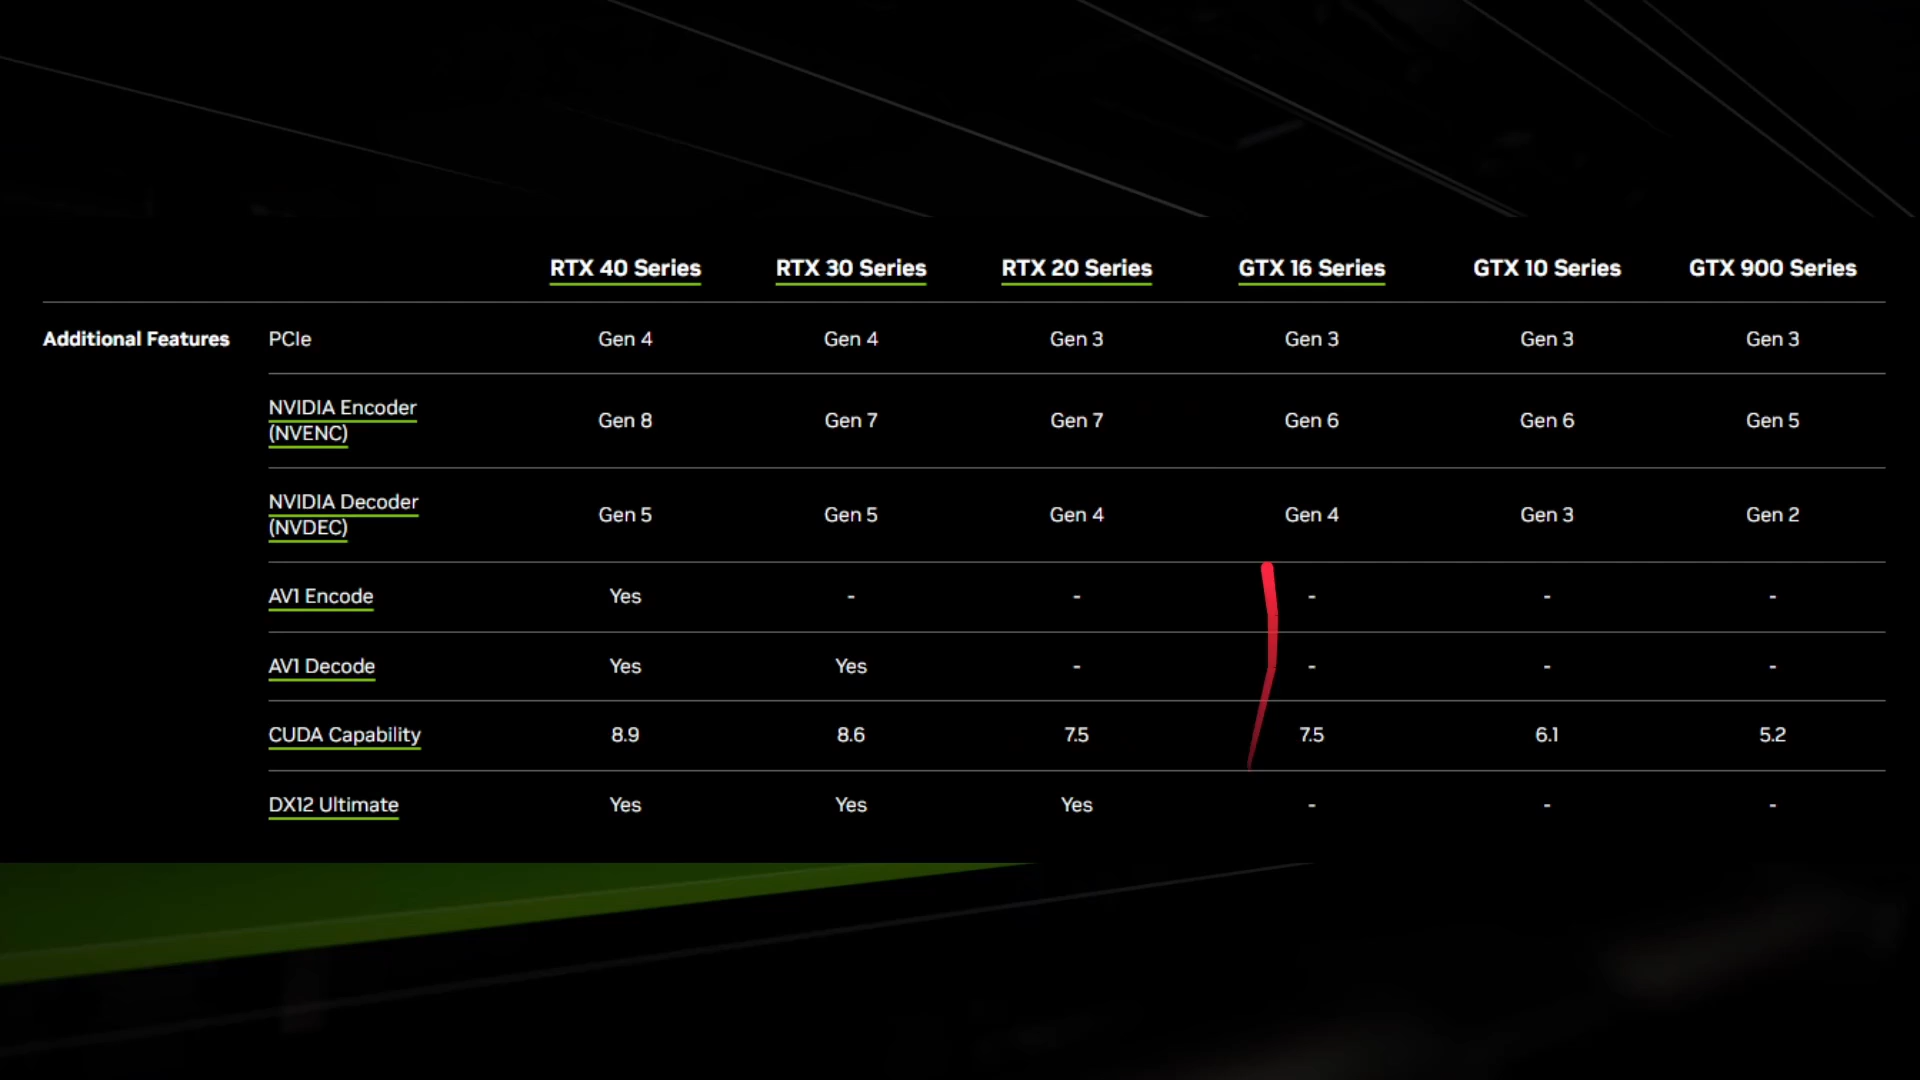 RTX 40 Series RTX 30 Series RTX 20 Series GTX 16 Series GTX 10 Series GTX 900 Series
Additional Features PCIe Gen 4 Gen 4 Gen 3 Gen 3 Gen 3 Gen 3
NVIDIA Encoder
(NVENC) Gen 8 Gen 7 Gen 7 Gen 6 Gen 6 Gen 5
NVIDIA Decoder
(NVDEC) Gen 5 Gen 5 Gen 4 Gen 4 Gen 3 Gen 2
AV1 Encode Yes - - - - -
AV1 Decode Yes Yes - - - -
CUDA Capability 8.9 8.6 7.5 7.5 6.1 5.2
DX12 Ultimate Yes Yes Yes - - -